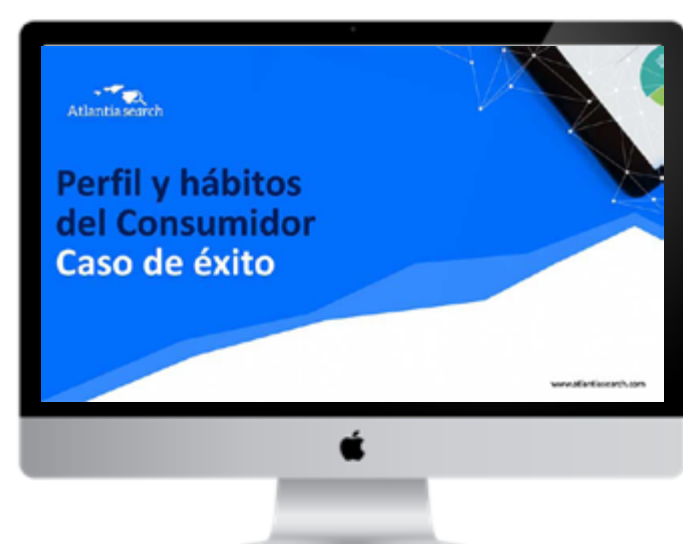 Atlantia search
Perfil y hábitos
del Consumidor
Caso de éxito
www.atlantiasearch.com